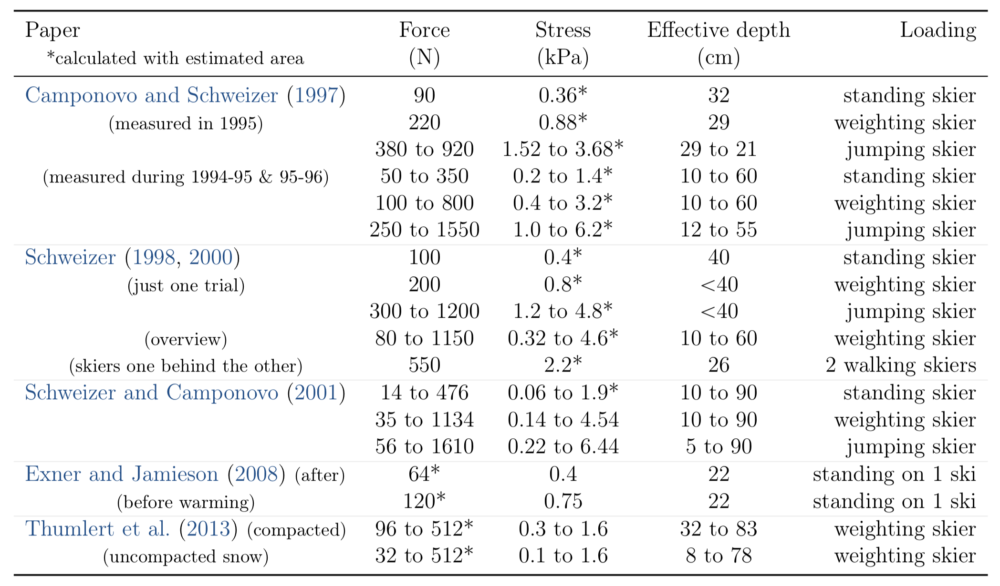 Paper Force Stress Effective depth Loading
*calculated with estimated area (N) (kPa) (cm)
Camponovo and Schweizer (1997) 90 0.36* 32 standing skier
(measured in 1995) 220 0.88* 29 weighting skier
380 to 920 1.52 to 3.68* 29 to 21 jumping skier
(measured during 1994-95 & 95-96) 50 to 350 0.2 to 1.4* 10 to 60 standing skier
100 to 800 0.4 to 3.2* 10 to 60 weighting skier
250 to 1550 1.0 to 6.2* 12 to 55 jumping skier
Schweizer (1998, 2000) 100 0.4* 40 standing skier
(just one trial) 200 0.8* <40 weighting skier
300 to 1200 1.2 to 4.8* <40 jumping skier
(overview) 80 to 1150 0.32 to 4.6* 10 to 60 weighting skier
(skiers one behind the other) 550 2.2* 26 2 walking skiers
Schweizer and Camponovo (2001) 14 to 476 0.06 to 1.9* 10 to 90 standing skier
35 to 1134 0.14 to 4.54 10 to 90 weighting skier
56 to 1610 0.22 to 6.44 5 to 90 jumping skier
Exner and Jamieson (2008) (after) 64* 0.4 22 standing on 1 ski
(before warming) 120* 0.75 22 standing on 1 ski
Thumlert et al. (2013) (compacted) 96 to 512* 0.3 to 1.6 32 to 83 weighting skier
(uncompacted snow) 32 to 512* 0.1 to 1.6 8 to 78 weighting skier